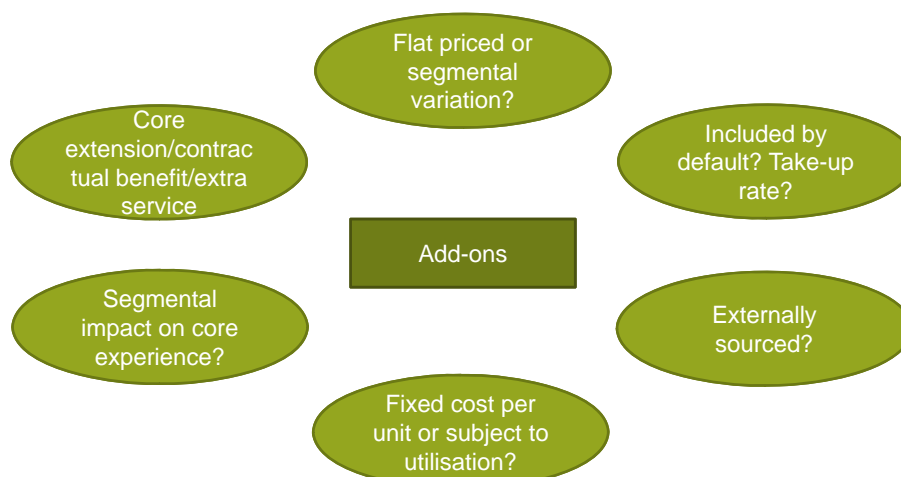 Flat priced or
segmental
variation?
Core
extension/contrac
tual benefit/extra
service
Included by
default? Take-up
rate?
Add-ons
Segmental
impact on core
experience?
Externally
sourced?
Fixed cost per
unit or subject to
utilisation?